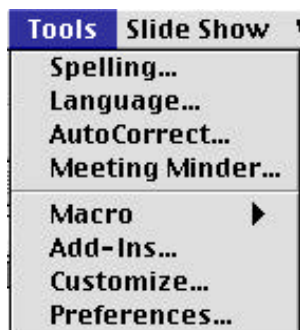 Tools Slide Show
Spelling...
Language...
AutoCorrect...
Meeting Minder...
Macro
Add-Ins...
Customize...
Preferences...